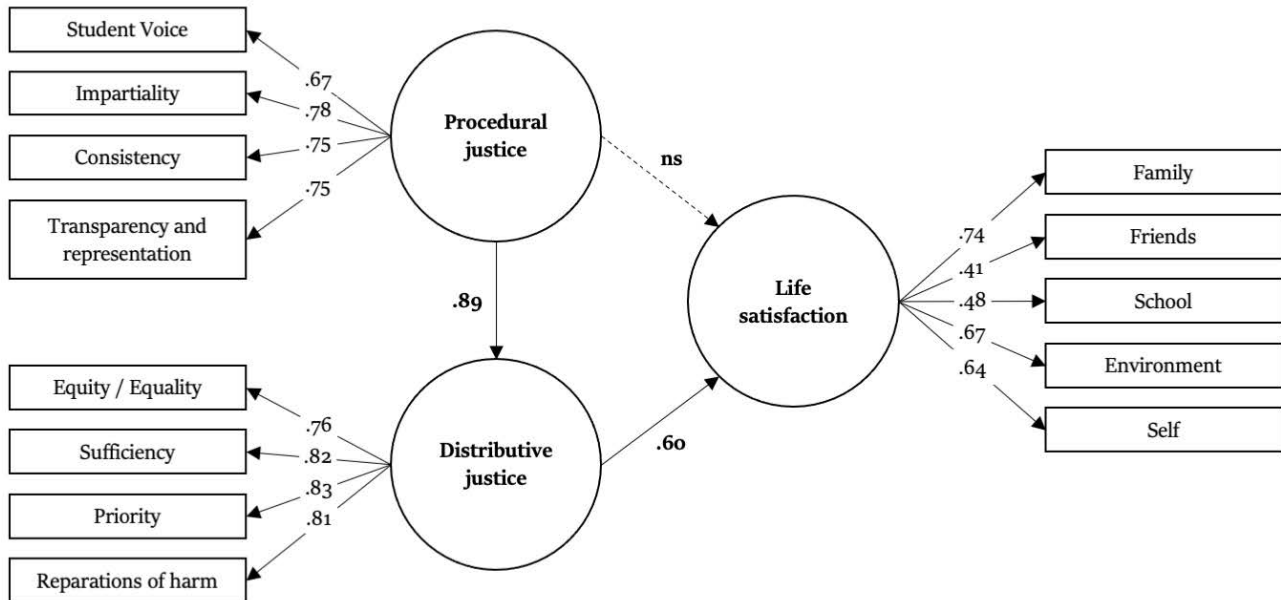 Student Voice
Impartiality
Consistency
Transparency and
representation
.67
.78
.75
.75
Procedural
justice
ns
.89
Equity / Equality
Sufficiency
Priority
Reparations of harm
.76
.82
.83
.81
Distributive
justice
.60
Life
satisfaction
.74
.41
.48
.67
.64
Family
Friends
School
Environment
Self